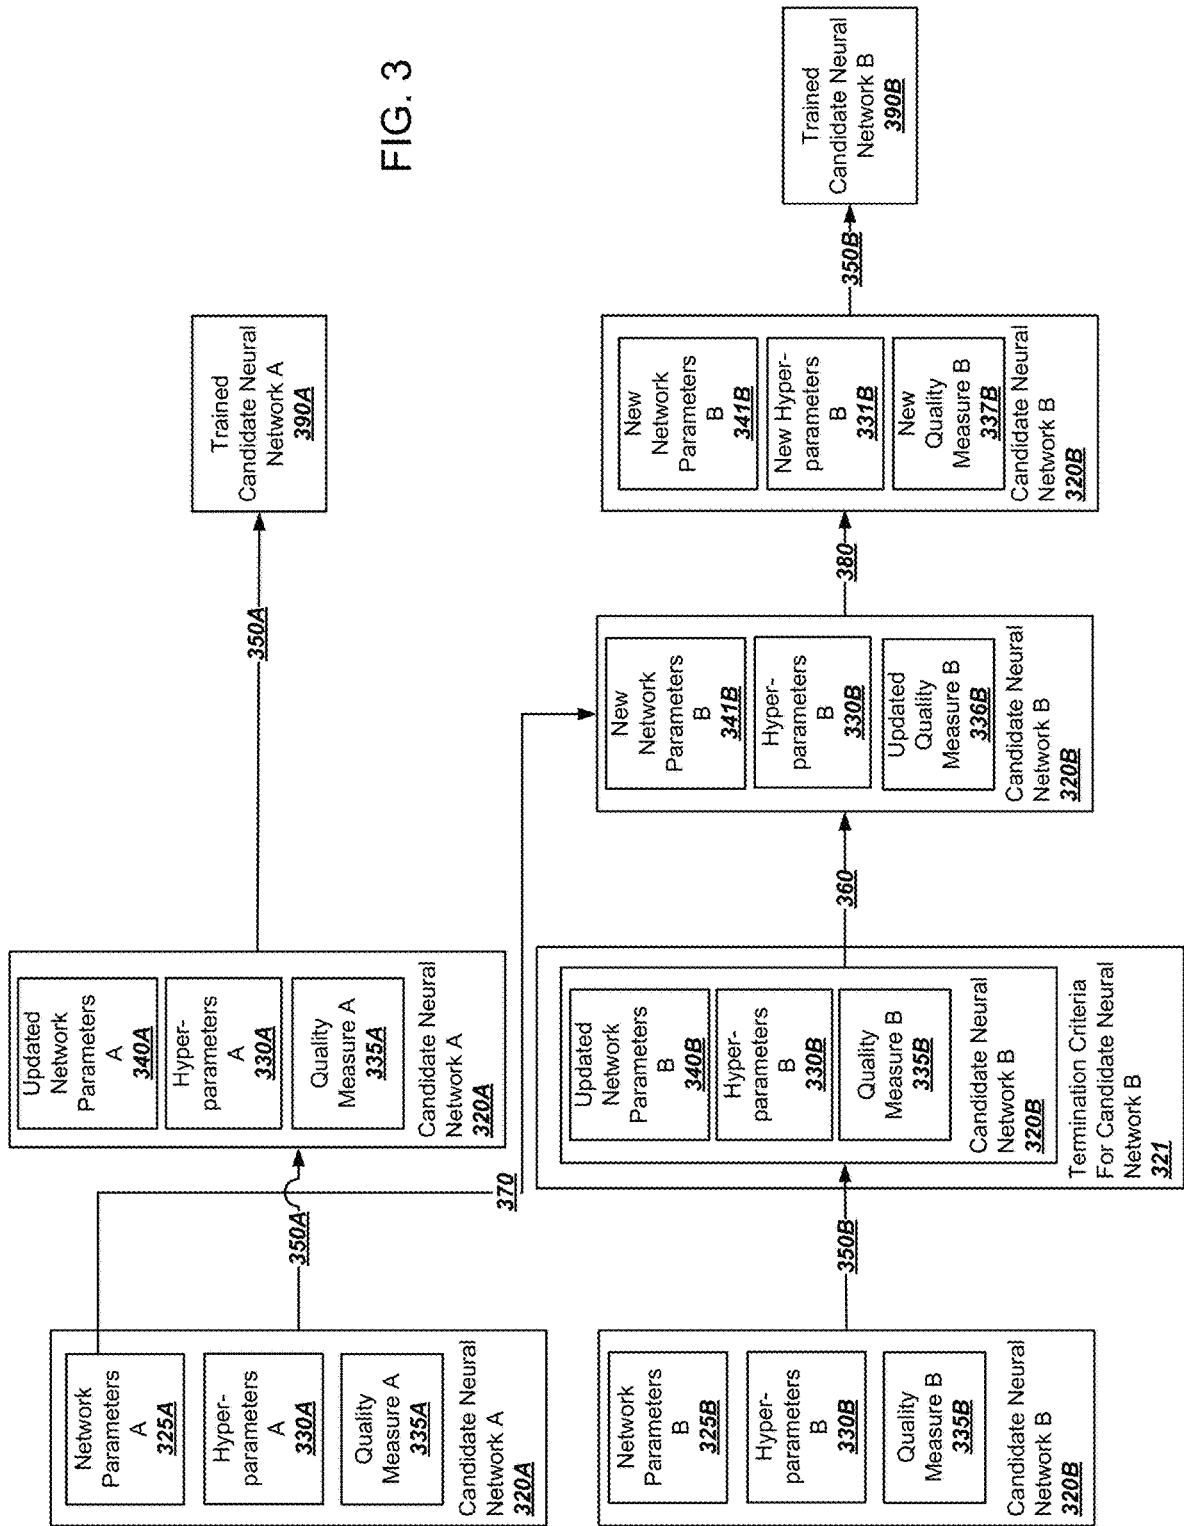 FIG. 3
Network
Parameters
A
325A
Hyper-
parameters
A
330A
Quality
Measure A
335A
Candidate Neural
Network A
320A
350A
Updated
Network
Parameters
A
340A
Hyper-
parameters
A
330A
Quality
Measure A
335A
Candidate Neural
Network A
320A
350A
Trained
Candidate Neural
Network A
390A
370
Network
Parameters
B
325B
Hyper-
parameters
B
330B
Quality
Measure B
335B
Candidate Neural
Network B
320B
350B
Updated
Network
Parameters
B
340B
Hyper-
parameters
B
330B
Quality
Measure B
335B
Candidate Neural
Network B
320B
Termination Criteria
For Candidate Neural
Network B
321
360
New
Network
Parameters
B
341B
Hyper-
parameters
B
330B
Updated
Quality
Measure B
336B
Candidate Neural
Network B
320B
380
New
Network
Parameters
B
341B
New Hyper-
parameters
B
331B
New
Quality
Measure B
337B
Candidate Neural
Network B
320B
350B
Trained
Candidate Neural
Network B
390B